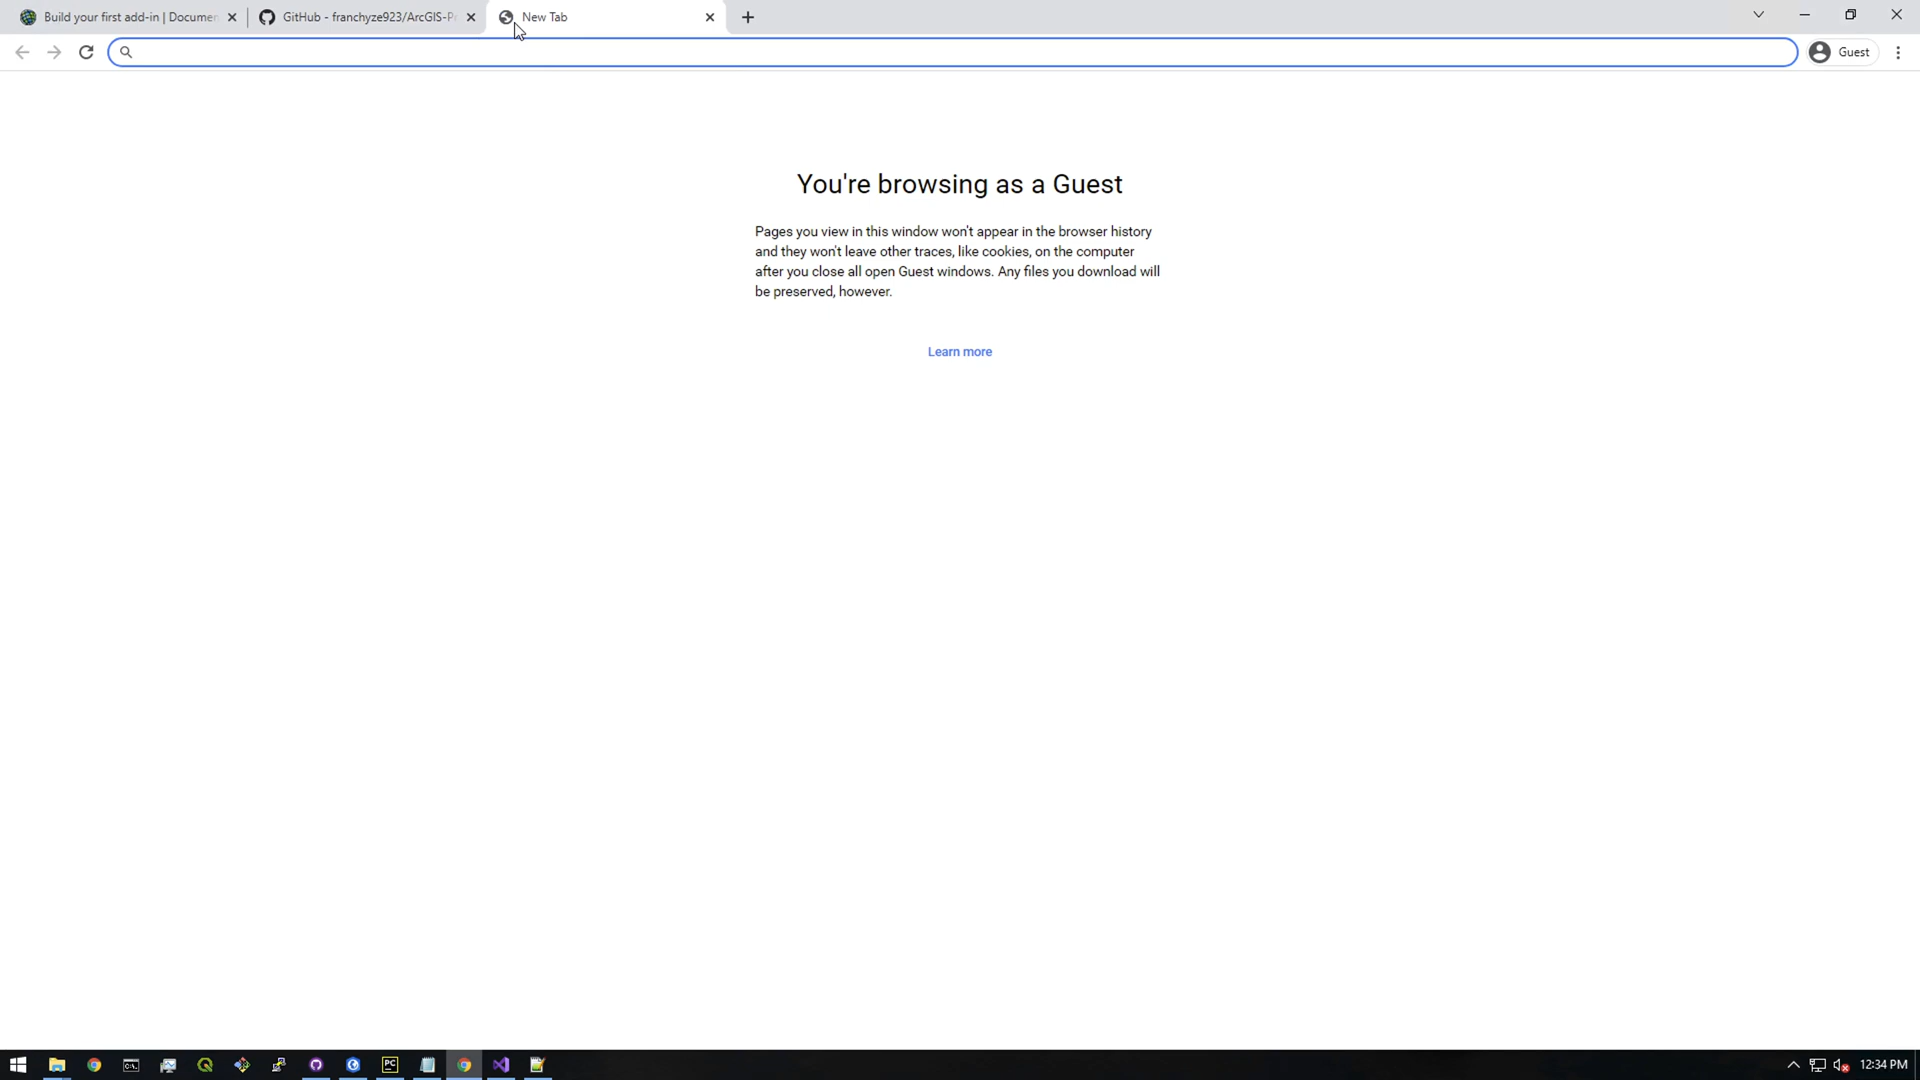 Build your first add-in | Documen
GitHub - franchyze923/ArcGIS-Pr
New Tab
Guest
You're browsing as a Guest
Pages you view in this window won't appear in the browser history
and they won't leave other traces, like cookies, on the computer
after you close all open Guest windows. Any files you download will
be preserved, however.
Learn more
PC
12:34 PM